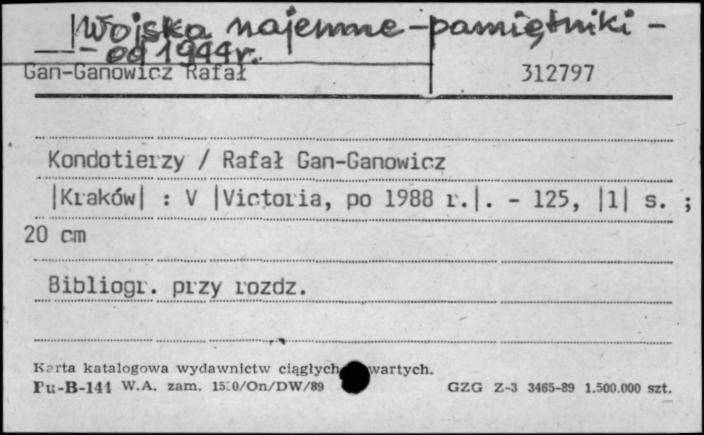 Wojska najemne - pamiętniki -
- od 1944 r.
Gan-Ganowicz Rafał 312797
Kondotierzy / Rafał Gan-Ganowicz
|Kraków| : V |Victoria, po 1988 r.|. - 125, |1| s. ;
20 cm
Bibliogr. przy rozdz.
Karta katalogowa wydawnictw ciągłych wartych.
Pu-B-141 W.A. zam. /On/DW/89 GZG Z-3 3465-89 1.500.000 szt.